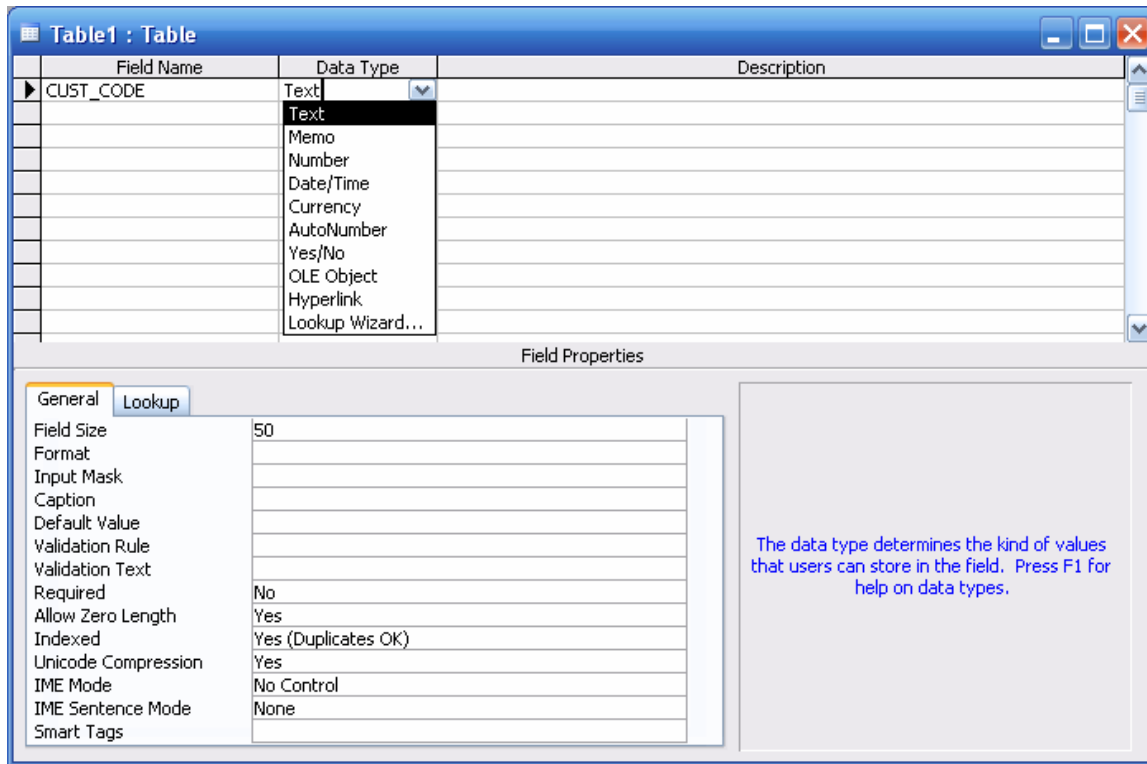 Table1 : Table
Field Name Data Type Description
CUST_CODE Text
Text
Memo
Number
Date/Time
Currency
AutoNumber
Yes/No
OLE Object
Hyperlink
Lookup Wizard...
Field Properties
General Lookup
Field Size 50
Format
Input Mask
Caption
Default Value
Validation Rule
Validation Text
Required No
Allow Zero Length Yes
Indexed Yes (Duplicates OK)
Unicode Compression Yes
IME Mode No Control
IME Sentence Mode None
Smart Tags
The data type determines the kind of values
that users can store in the field. Press F1 for
help on data types.